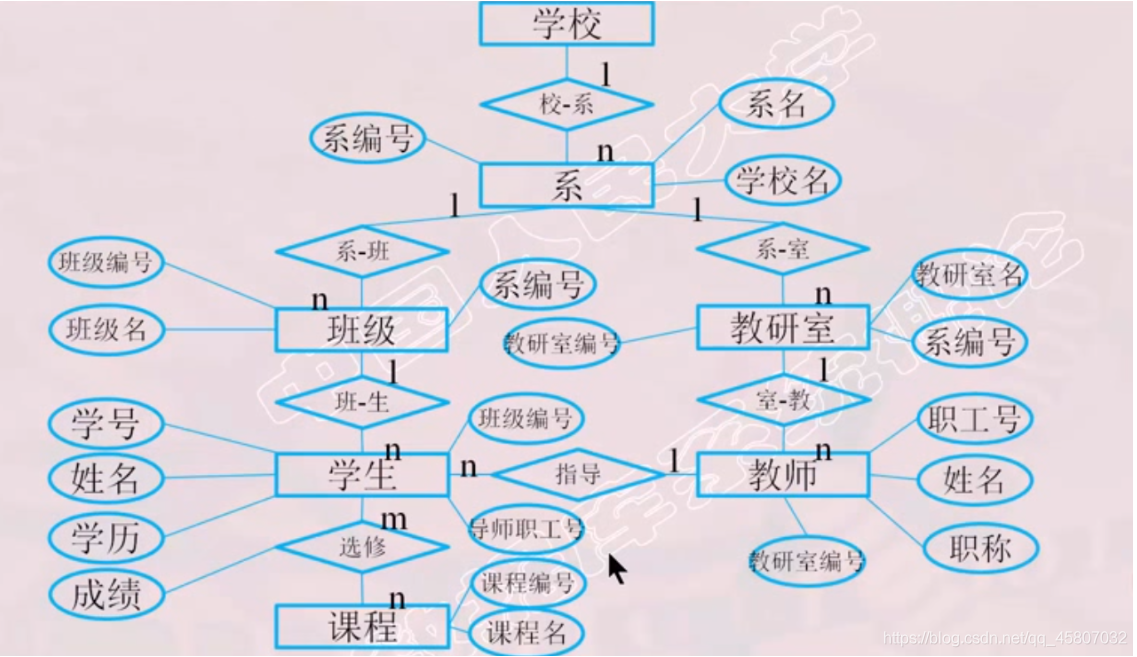 学校
1
校-系
系名
系编号
n
系
学校名
1
1
系-班
系-室
班级编号
系编号
教研室名
n
n
班级
教研室
班级名
教研室编号
系编号
1
1
班-生
室-教
班级编号
职工号
学号
n
n
学生
n
指导
1
教师
姓名
姓名
m
导师职工号
学历
选修
职称
教研室编号
课程编号
成绩
n
课程
课程名
https://blog.csdn.net/qq_45807032